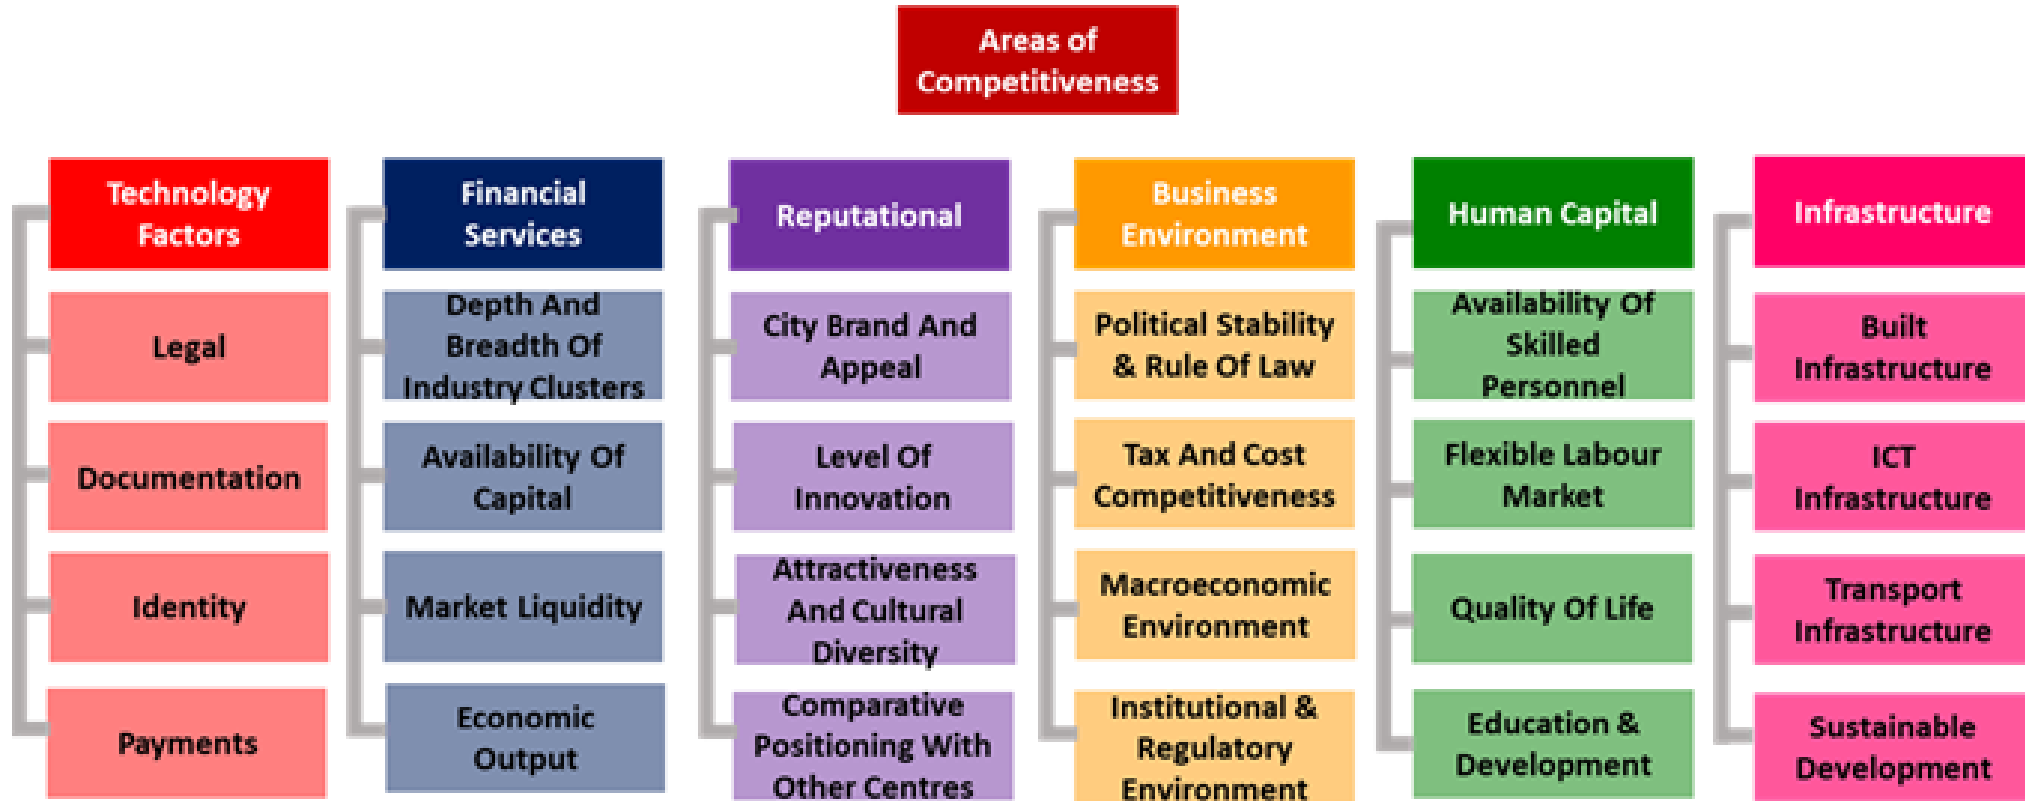 Areas of
Competitiveness
Technology
Factors
Legal
Documentation
Identity
Payments
Financial
Services
Depth And
Breadth Of
Industry Clusters
Availability Of
Capital
Market Liquidity
Economic
Output
Reputational
City Brand And
Appeal
Level Of
Innovation
Attractiveness
And Cultural
Diversity
Comparative
Positioning With
Other Centres
Business
Environment
Political Stability
& Rule Of Law
Tax And Cost
Competitiveness
Macroeconomic
Environment
Institutional &
Regulatory
Environment
Human Capital
Availability Of
Skilled
Personnel
Flexible Labour
Market
Quality Of Life
Education &
Development
Infrastructure
Built
Infrastructure
ICT
Infrastructure
Transport
Infrastructure
Sustainable
Development